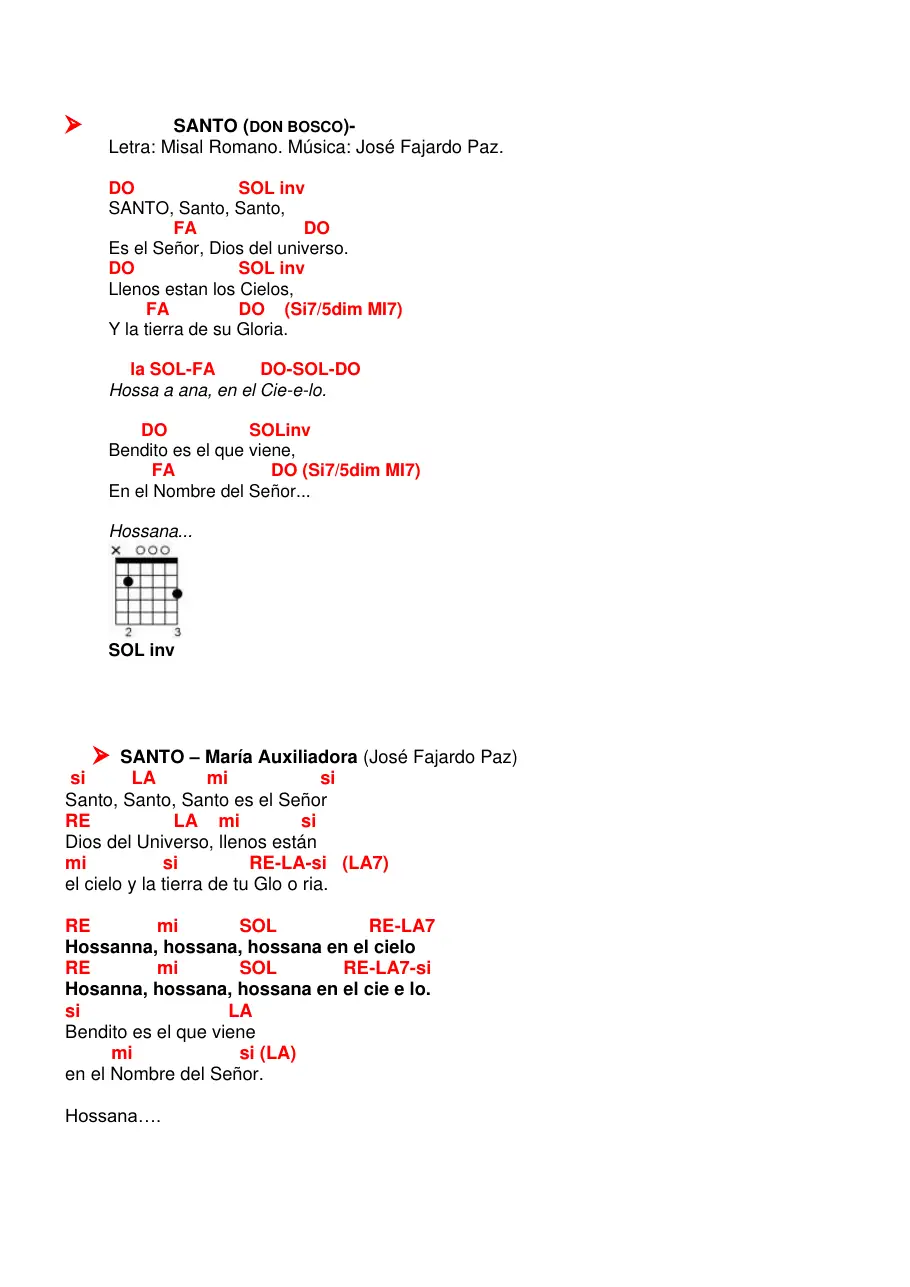 SANTO (DON BOSCO)-
Letra: Misal Romano. Música: José Fajardo Paz.
DO SOL inv
SANTO, Santo, Santo,
FA DO
Es el Señor, Dios del universo.
DO SOL inv
Llenos estan los Cielos,
FA DO (Si7/5dim MI7)
Y la tierra de su Gloria.
la SOL-FA DO-SOL-DO
Hossa a ana, en el Cie-e-lo.
DO SOLinv
Bendito es el que viene,
FA DO (Si7/5dim MI7)
En el Nombre del Señor...
Hossana...
x ooo
2 3
SOL inv
SANTO – María Auxiliadora (José Fajardo Paz)
si LA mi si
Santo, Santo, Santo es el Señor
RE LA mi si
Dios del Universo, llenos están
mi si RE-LA-si (LA7)
el cielo y la tierra de tu Glo o ria.
RE mi SOL RE-LA7
Hossanna, hossana, hossana en el cielo
RE mi SOL RE-LA7-si
Hosanna, hossana, hossana en el cie e lo.
si LA
Bendito es el que viene
mi si (LA)
en el Nombre del Señor.
Hossana….